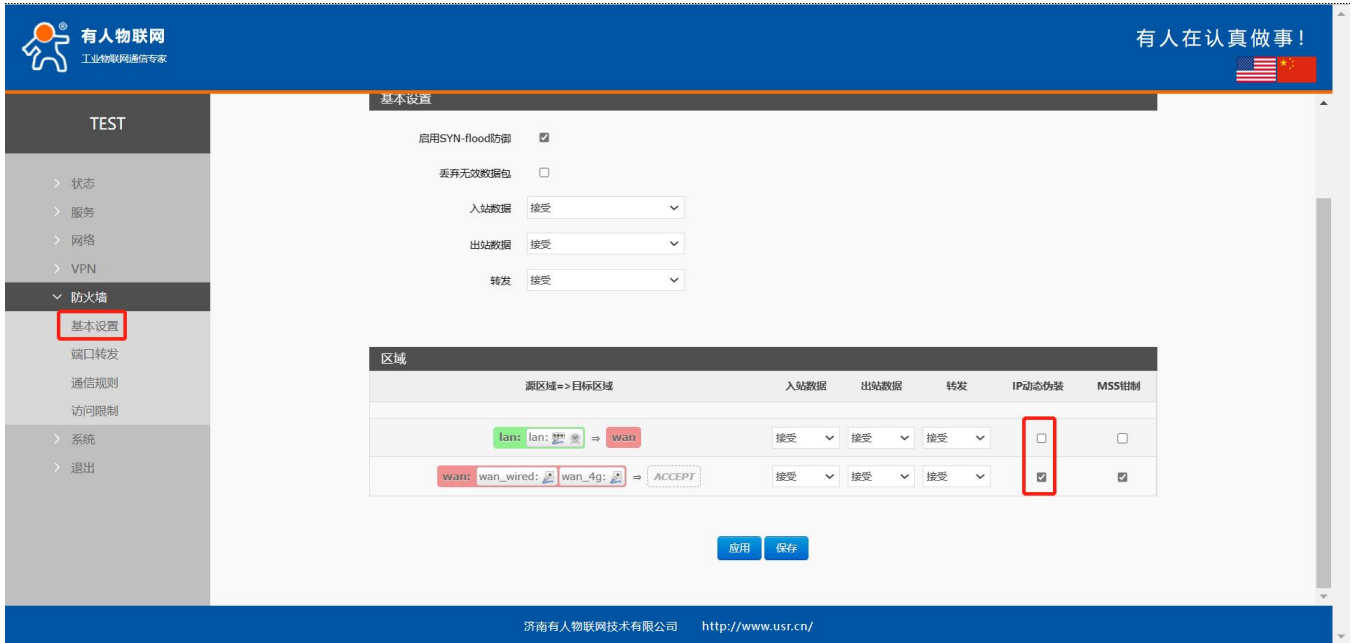 有人物联网
工业物联网通信专家
有人在认真做事!
TEST
状态
服务
网络
VPN
防火墙
基本设置
端口转发
通信规则
访问限制
系统
退出
基本设置
启用SYN-flood防御
丢弃无效数据包
入站数据 接受
出站数据 接受
转发 接受
区域
源区域=>目标区域 入站数据 出站数据 转发 IP动态伪装 MSS钳制
lan: lan: ⇒ wan 接受 接受 接受
wan: wan_wired: wan_4g: ⇒ ACCEPT 接受 接受 接受
应用 保存
济南有人物联网技术有限公司 http://www.usr.cn/